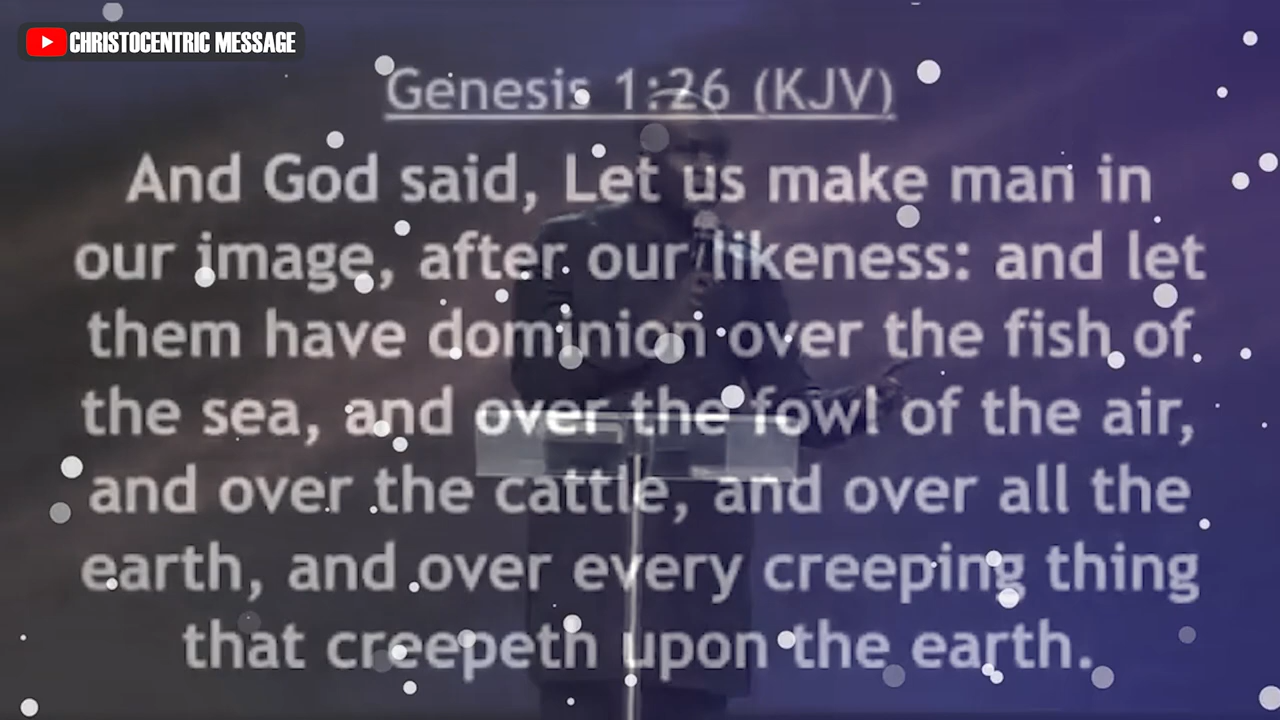 CHRISTOCENTRIC MESSAGE
Genesis 1:26 (KJV)
And God said, Let us make man in
our image, after our likeness: and let
them have dominion over the fish of
the sea, and over the fowl of the air,
and over the cattle, and over all the
earth, and over every creeping thing
that creepeth upon the earth.